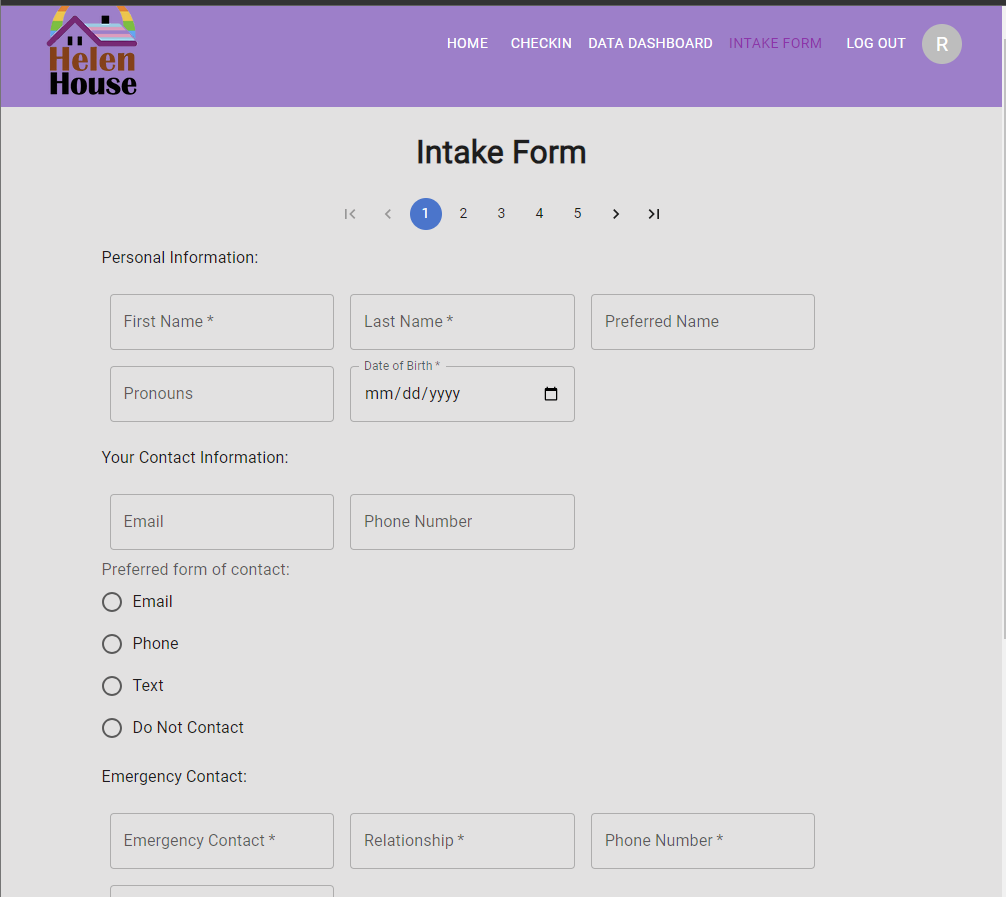 Helen
House
HOME CHECKIN DATA DASHBOARD INTAKE FORM LOG OUT R
Intake Form
1 2 3 4 5
Personal Information:
First Name * Last Name * Preferred Name
Pronouns Date of Birth * mm/dd/yyyy
Your Contact Information:
Email Phone Number
Preferred form of contact:
Email
Phone
Text
Do Not Contact
Emergency Contact:
Emergency Contact * Relationship * Phone Number *